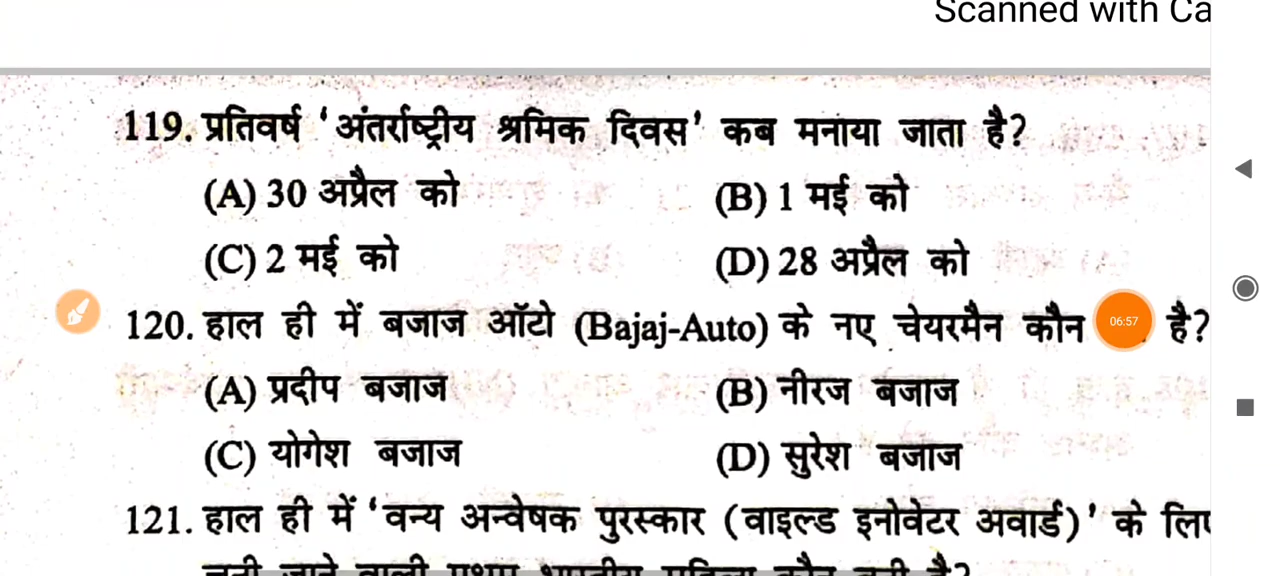 Scanned with Ca
119. प्रतिवर्ष ‘अंतर्राष्ट्रीय श्रमिक दिवस’ कब मनाया जाता है?
(A) 30 अप्रैल को (B) 1 मई को
(C) 2 मई को (D) 28 अप्रैल को
120. हाल ही में बजाज ऑटो (Bajaj-Auto) के नए चेयरमैन कौन 06:57 है?
(A) प्रदीप बजाज (B) नीरज बजाज
(C) योगेश बजाज (D) सुरेश बजाज
121. हाल ही में ‘वन्य अन्वेषक पुरस्कार (वाइल्ड इनोवेटर अवार्ड)’ के लिए